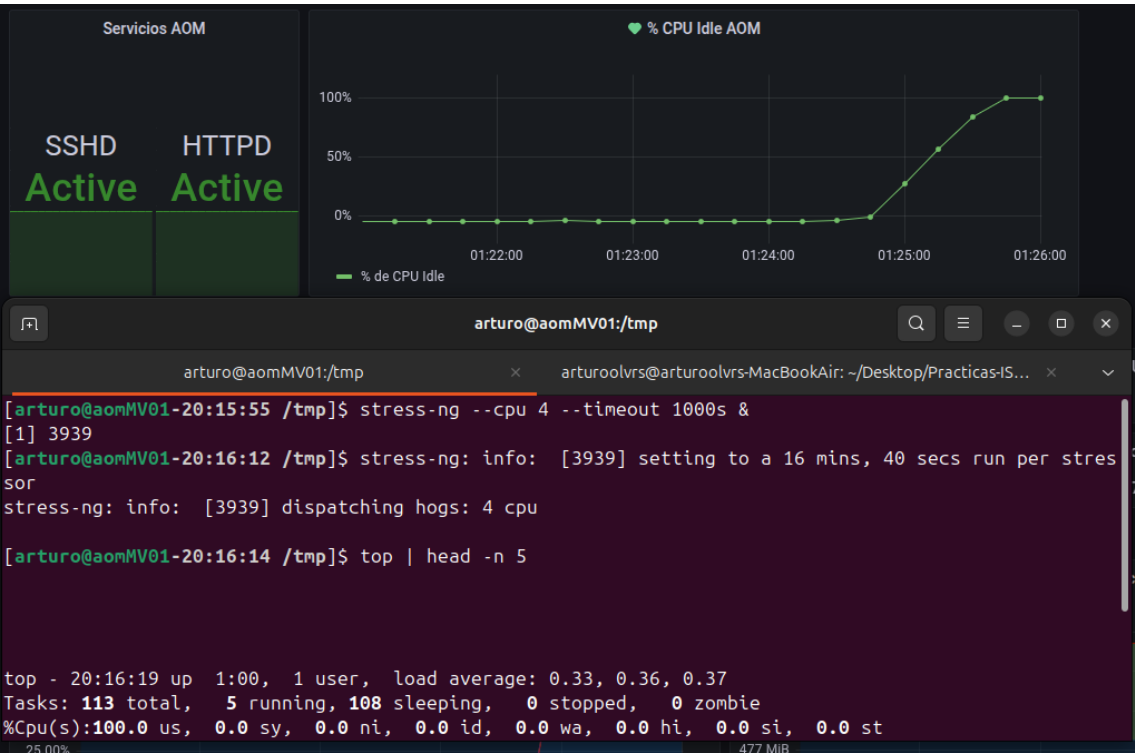 Servicios AOM
% CPU Idle AOM
SSHD
HTTPD
Active
Active
100%
50%
0%
01:22:00
01:23:00
01:24:00
01:25:00
01:26:00
% de CPU Idle
arturo@aomMV01:/tmp
arturo@aomMV01:/tmp
arturoolvrs@arturoolvrs-MacBookAir: ~/Desktop/Practicas-IS...
[arturo@aomMV01-20:15:55 /tmp]$ stress-ng --cpu 4 --timeout 1000s &
[1] 3939
[arturo@aomMV01-20:16:12 /tmp]$ stress-ng: info:  [3939] setting to a 16 mins, 40 secs run per stres
sor
stress-ng: info:  [3939] dispatching hogs: 4 cpu
[arturo@aomMV01-20:16:14 /tmp]$ top | head -n 5
top - 20:16:19 up  1:00,  1 user,  load average: 0.33, 0.36, 0.37
Tasks: 113 total,   5 running, 108 sleeping,   0 stopped,   0 zombie
%Cpu(s):100.0 us,  0.0 sy,  0.0 ni,  0.0 id,  0.0 wa,  0.0 hi,  0.0 si,  0.0 st
25.00%
477 MiB